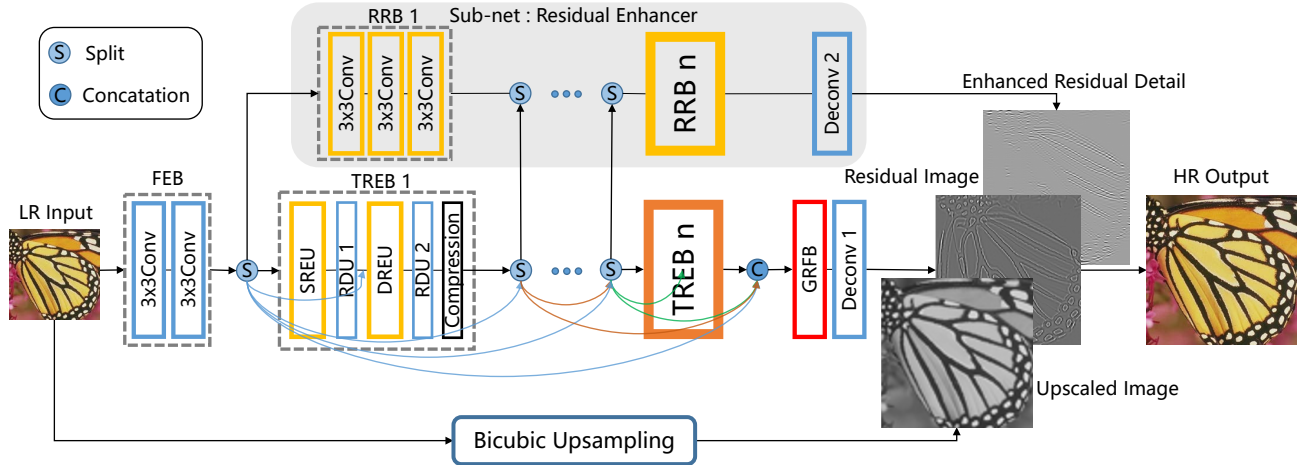 RRB 1
Sub-net : Residual Enhancer
S
Split
C
Concatation
3x3Conv
3x3Conv
3x3Conv
S
S
RRB n
Deconv 2
Enhanced Residual Detail
FEB
TREB 1
Residual Image
HR Output
LR Input
3x3Conv
3x3Conv
S
SREU
RDU 1
DREU
RDU 2
Compression
S
S
TREB n
C
GRFB
Deconv 1
Upscaled Image
Bicubic Upsampling